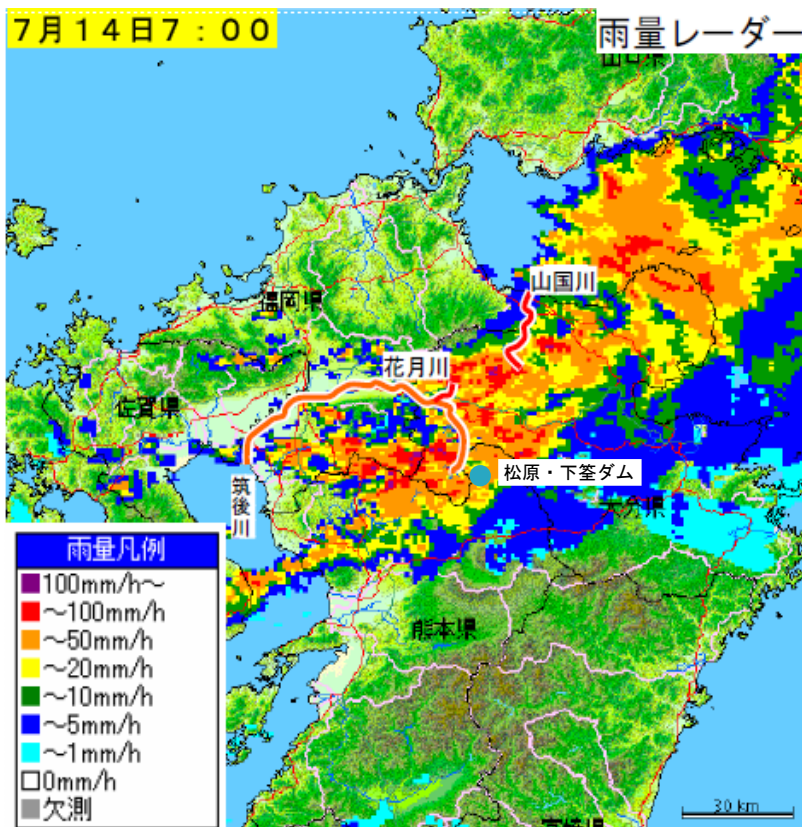 7月14日7：00
雨量レーダー
山口県
山国川
福岡県
花月川
佐賀県
筑後川
松原・下筌ダム
大分県
雨量凡例
100mm/h～
～100mm/h
～50mm/h
～20mm/h
～10mm/h
～5mm/h
～1mm/h
0mm/h
欠測
熊本県
宮崎県
30 km